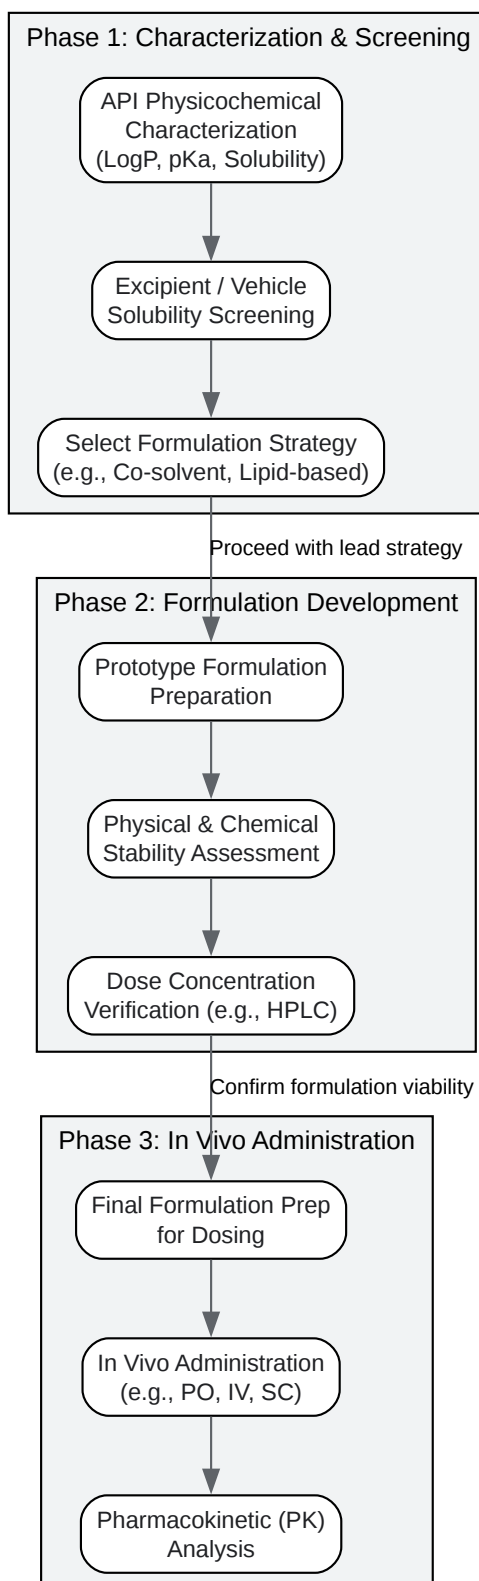 Phase 1: Characterization & Screening
API Physicochemical
Characterization
(LogP, pKa, Solubility)
Excipient / Vehicle
Solubility Screening
Select Formulation Strategy
(e.g., Co-solvent, Lipid-based)
Proceed with lead strategy
Phase 2: Formulation Development
Prototype Formulation
Preparation
Physical & Chemical
Stability Assessment
Dose Concentration
Verification (e.g., HPLC)
Confirm formulation viability
Phase 3: In Vivo Administration
Final Formulation Prep
for Dosing
In Vivo Administration
(e.g., PO, IV, SC)
Pharmacokinetic (PK)
Analysis